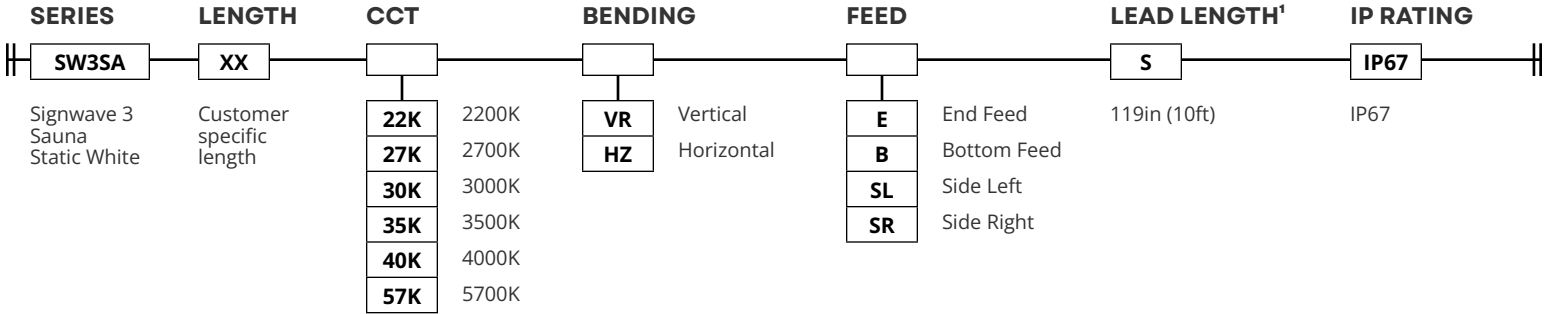 SERIES LENGTH CCT BENDING FEED LEAD LENGTH¹ IP RATING
SW3SA XX S IP67
Signwave 3
Sauna
Static White
Customer
specific
length
22K 2200K
27K 2700K
30K 3000K
35K 3500K
40K 4000K
57K 5700K
VR Vertical
HZ Horizontal
E End Feed
B Bottom Feed
SL Side Left
SR Side Right
119in (10ft)
IP67